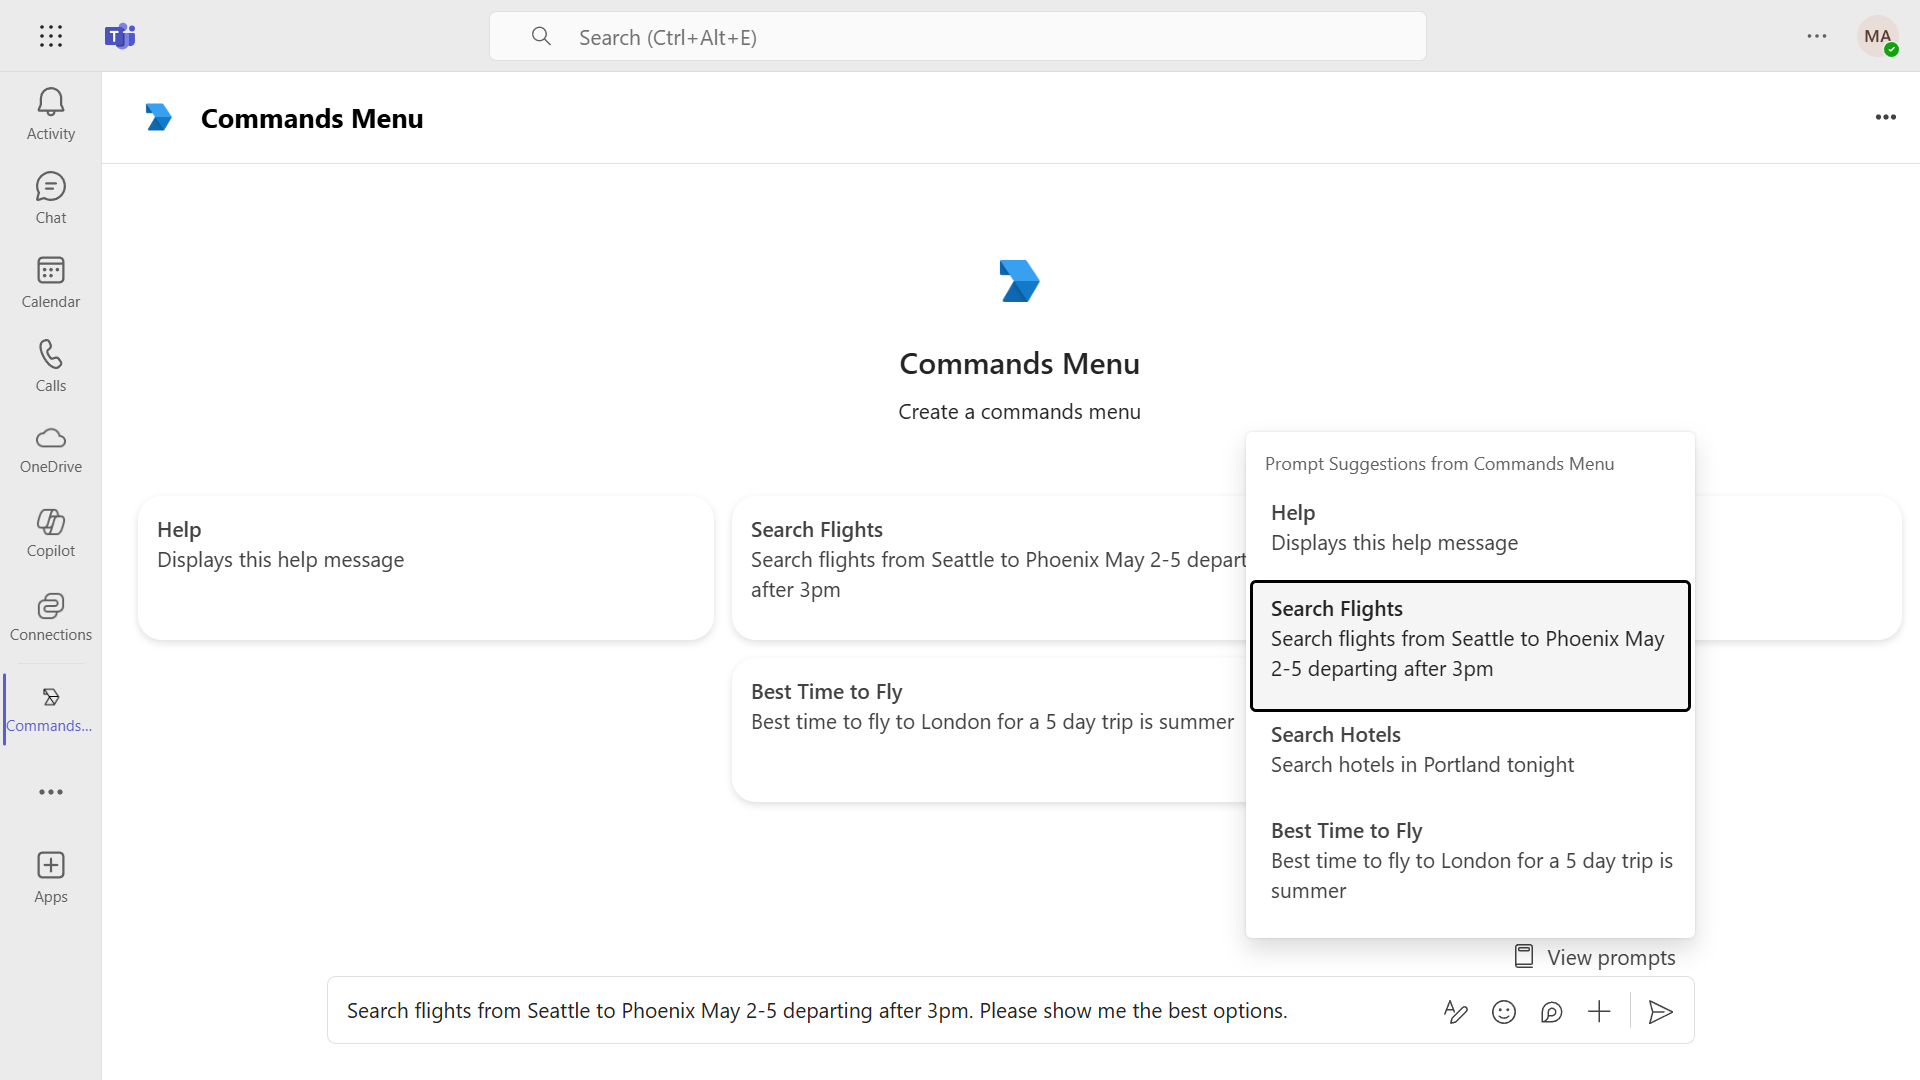 Search (Ctrl+Alt+E)
MA
Activity
Chat
Calendar
Calls
OneDrive
Copilot
Connections
Commands...
Apps
Commands Menu
Commands Menu
Create a commands menu
Help
Displays this help message
Search Flights
Search flights from Seattle to Phoenix May 2-5 depart
after 3pm
Best Time to Fly
Best time to fly to London for a 5 day trip is summer
Prompt Suggestions from Commands Menu
Help
Displays this help message
Search Flights
Search flights from Seattle to Phoenix May
2-5 departing after 3pm
Search Hotels
Search hotels in Portland tonight
Best Time to Fly
Best time to fly to London for a 5 day trip is
summer
View prompts
Search flights from Seattle to Phoenix May 2-5 departing after 3pm. Please show me the best options.